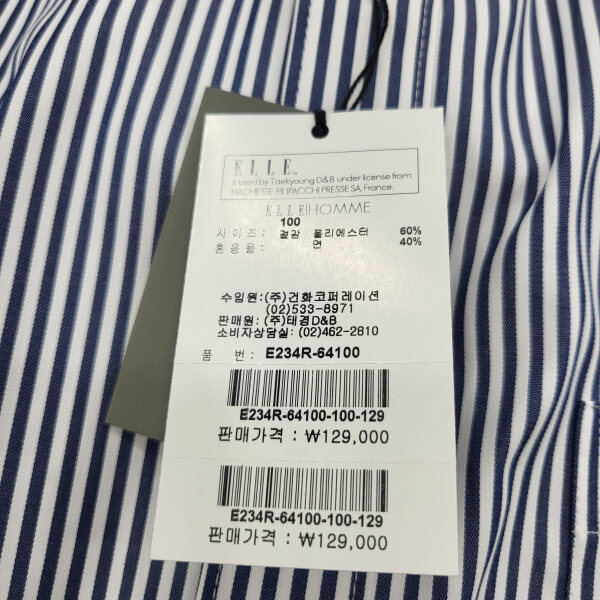 ELLE
is used by Taekyoung D&B under license from
HACHETTE FILIPACCHI PRESSE SA, France.
ELLE HOMME
100
사 이 즈 : 겉감 폴리에스터 60%
혼 용 율 : 면 40%
수입원:(주)건화코퍼레이션
(02)533-8971
판매원: (주)태경D&B
소비자상담실: (02)462-2810
품 번 : E234R-64100
E234R-64100-100-129
판매가격 : ₩129,000
E234R-64100-100-129
판매가격 : ₩129,000